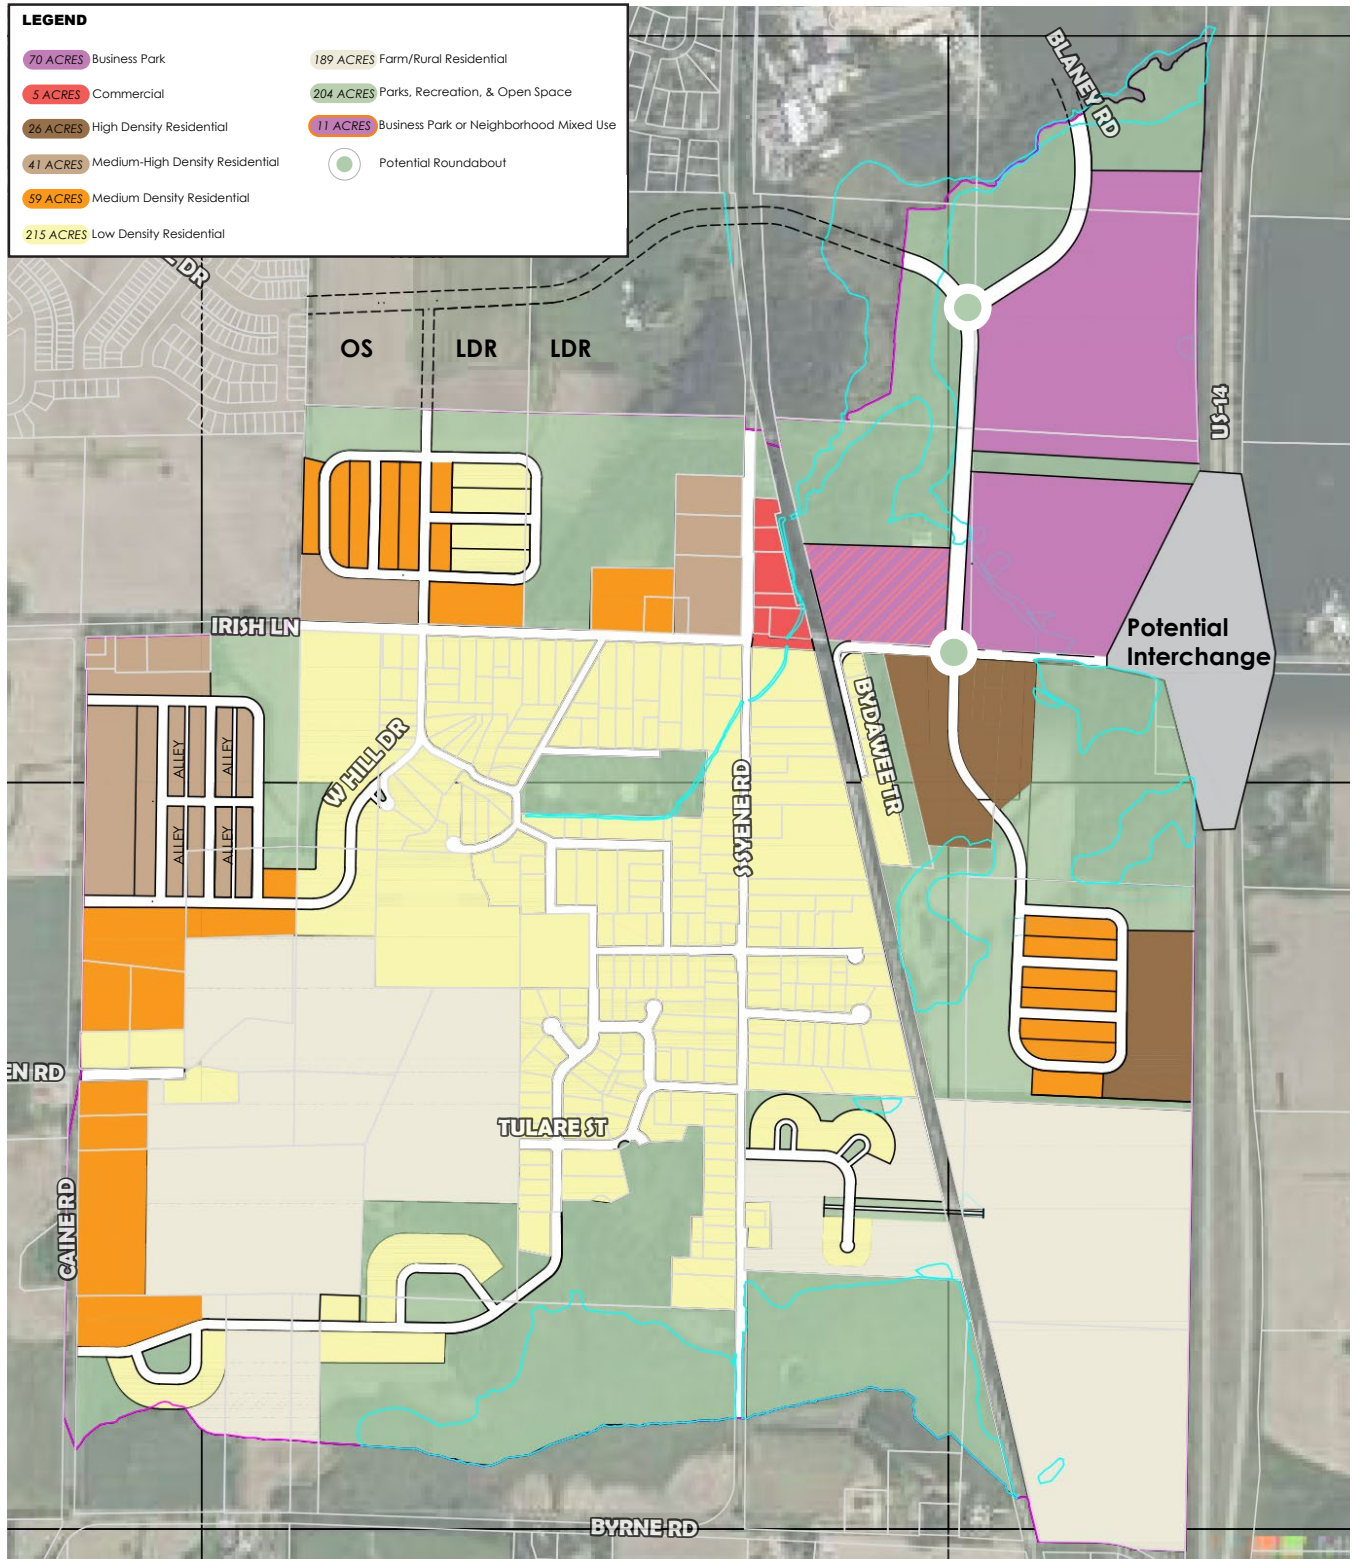 LEGEND
70 ACRES Business Park
5 ACRES Commercial
26 ACRES High Density Residential
41 ACRES Medium-High Density Residential
59 ACRES Medium Density Residential
215 ACRES Low Density Residential
189 ACRES Farm/Rural Residential
204 ACRES Parks, Recreation, & Open Space
11 ACRES Business Park or Neighborhood Mixed Use
Potential Roundabout
BLANEY RD
DR
OS
LDR
LDR
US-14
IRISH LN
Potential
Interchange
W HILL DR
BYDAWEE TR
S SYENE RD
ALLEY
ALLEY
ALLEY
ALLEY
EN RD
TULARE ST
CAINE RD
BYRNE RD